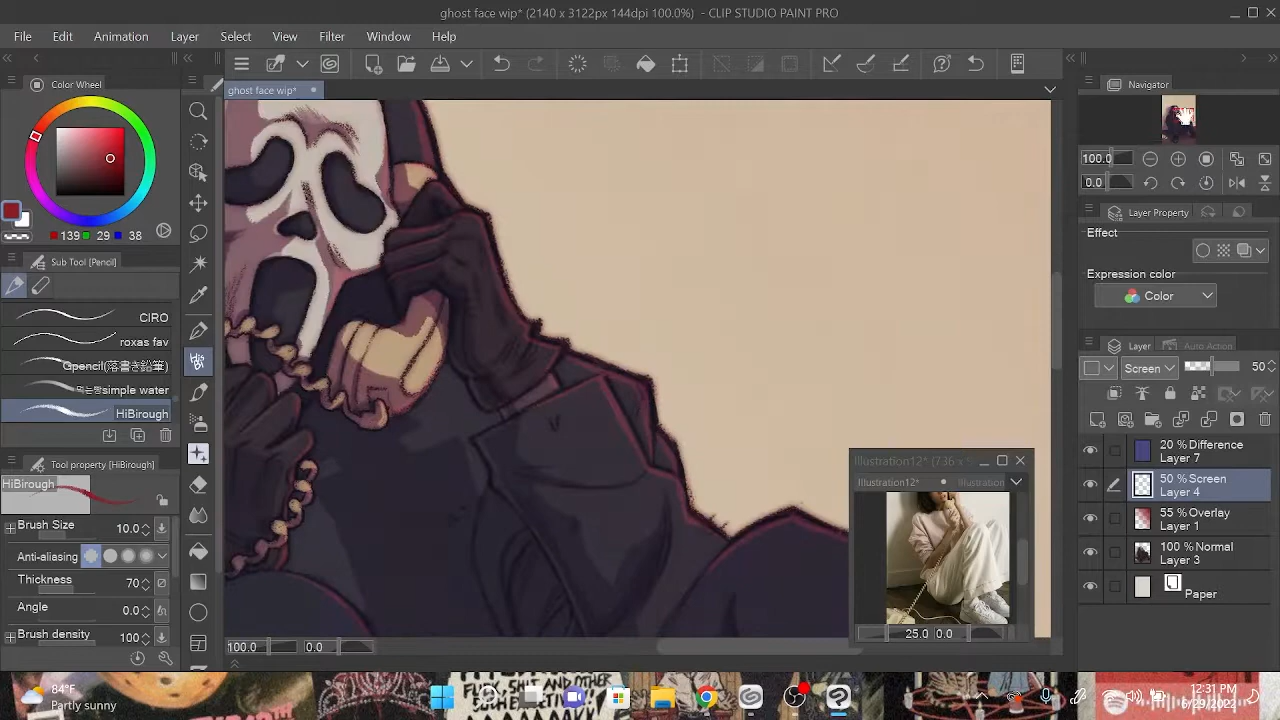 ghost face wip* (2140 x 3122px 144dpi 100.0%) - CLIP STUDIO PAINT PRO
File Edit Animation Layer Select View Filter Window Help
ghost face wip*
Color Wheel
139 29 38
Sub Tool [Pencil]
CIRO
roxas fav
simple water
HiBirough
Tool property [HiBirough]
HiBirough
Brush Size 10.0
Anti-aliasing
Thickness 70
Angle 0.0
Brush density 100
100.0 0.0
Illustration12* (736 x
Illustration12* Illustration
25.0 0.0
Navigator
100.0
0.0
Layer Property
Effect
Expression color
Color
Layer Auto Action
Screen 50
20 % Difference
Layer 7
50 % Screen
Layer 4
55 % Overlay
Layer 1
100 % Normal
Layer 3
Paper
84°F
Partly sunny
12:31 PM